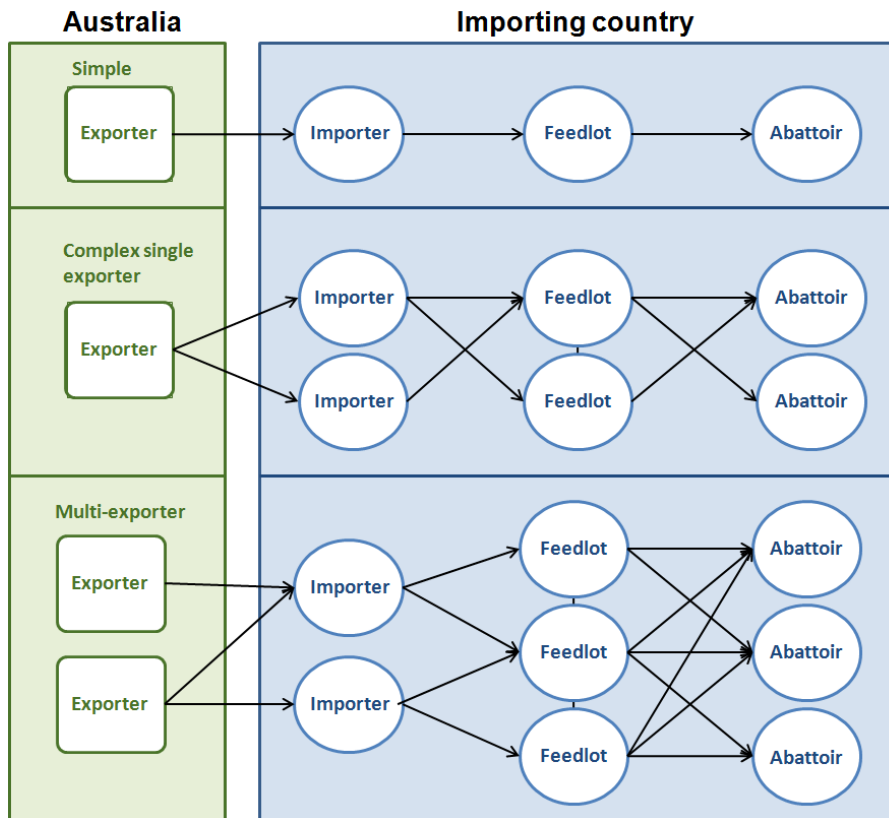 Australia
Importing country
Simple
Exporter
Importer
Feedlot
Abattoir
Complex single
exporter
Exporter
Importer
Feedlot
Abattoir
Importer
Feedlot
Abattoir
Multi-exporter
Exporter
Importer
Feedlot
Abattoir
Exporter
Importer
Feedlot
Abattoir
Feedlot
Abattoir